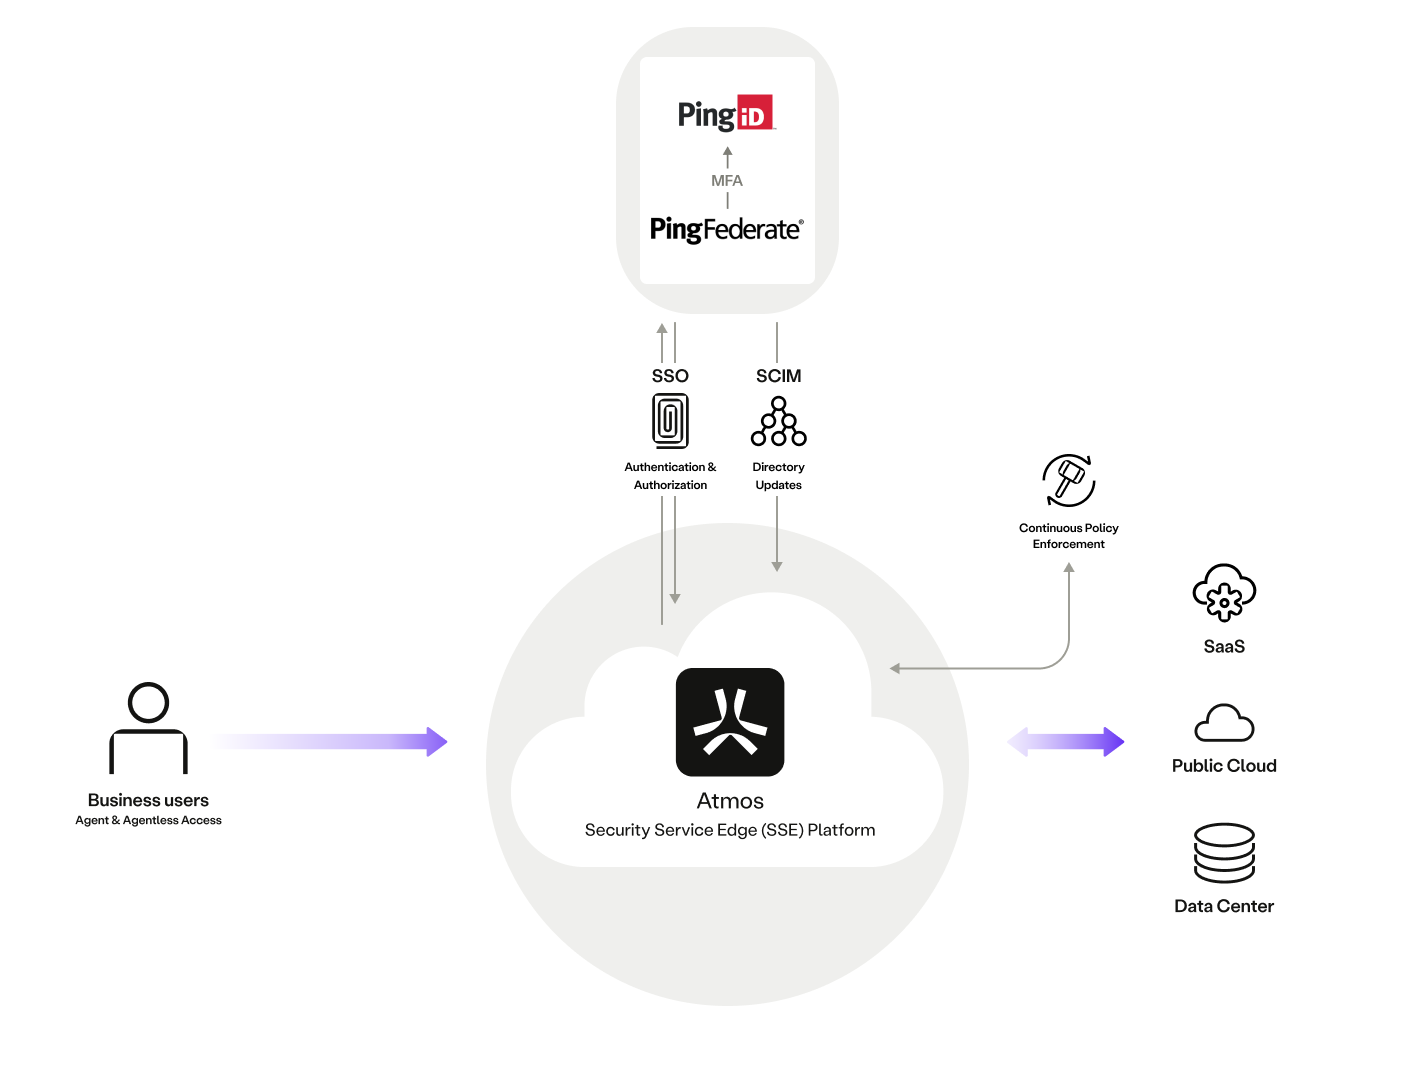 PingID™
MFA
PingFederate®
SSO
SCIM
Authentication &
Authorization
Directory
Updates
Continuous Policy
Enforcement
SaaS
Public Cloud
Business users
Agent & Agentless Access
Atmos
Security Service Edge (SSE) Platform
Data Center